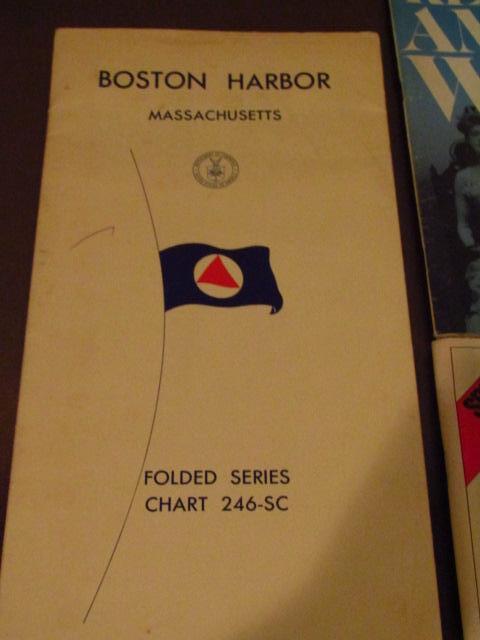 BOSTON HARBOR
MASSACHUSETTS
FOLDED SERIES
CHART 246-SC